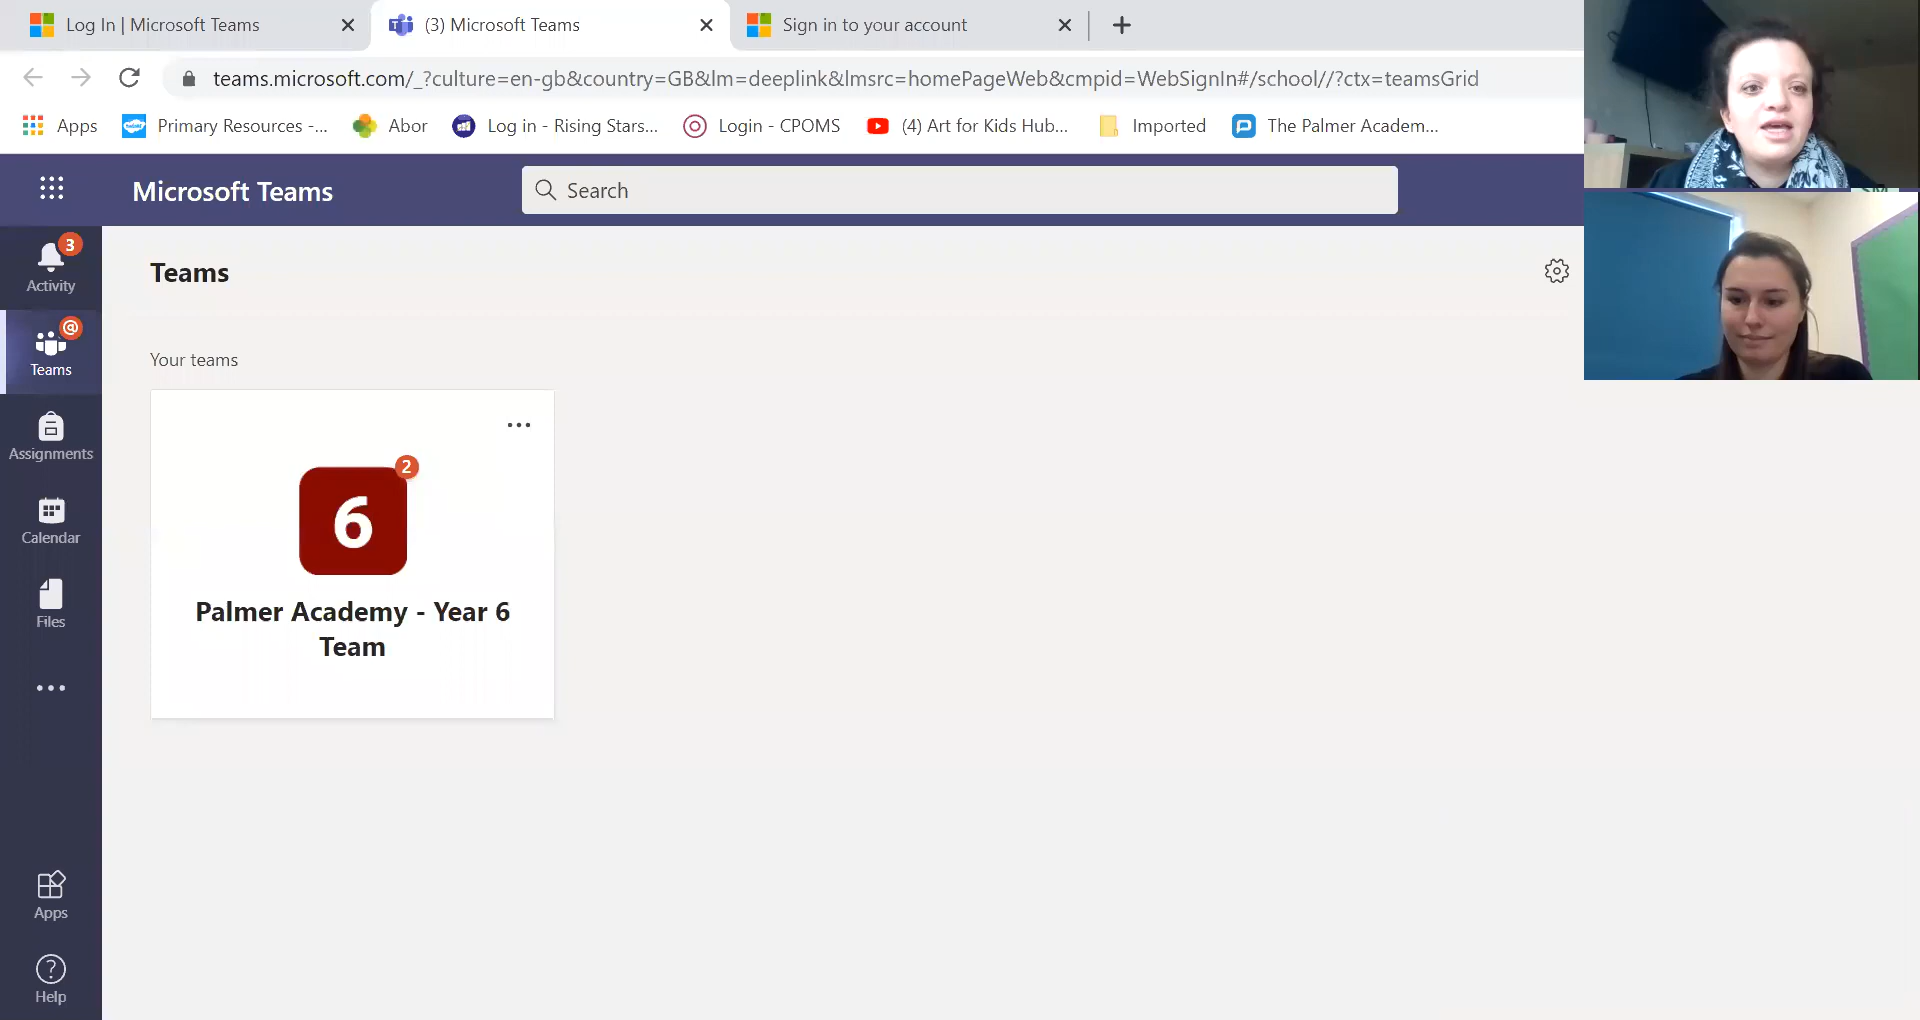 Log In | Microsoft Teams
(3) Microsoft Teams
Sign in to your account
teams.microsoft.com/_?culture=en-gb&country=GB&lm=deeplink&lmsrc=homePageWeb&cmpid=WebSignIn#/school//?ctx=teamsGrid
Apps
Primary Resources -...
Abor
Log in - Rising Stars...
Login - CPOMS
(4) Art for Kids Hub...
Imported
The Palmer Academ...
Microsoft Teams
Search
3
Activity
@
Teams
Assignments
Calendar
Files
Apps
Help
Teams
Your teams
2
6
Palmer Academy - Year 6
Team